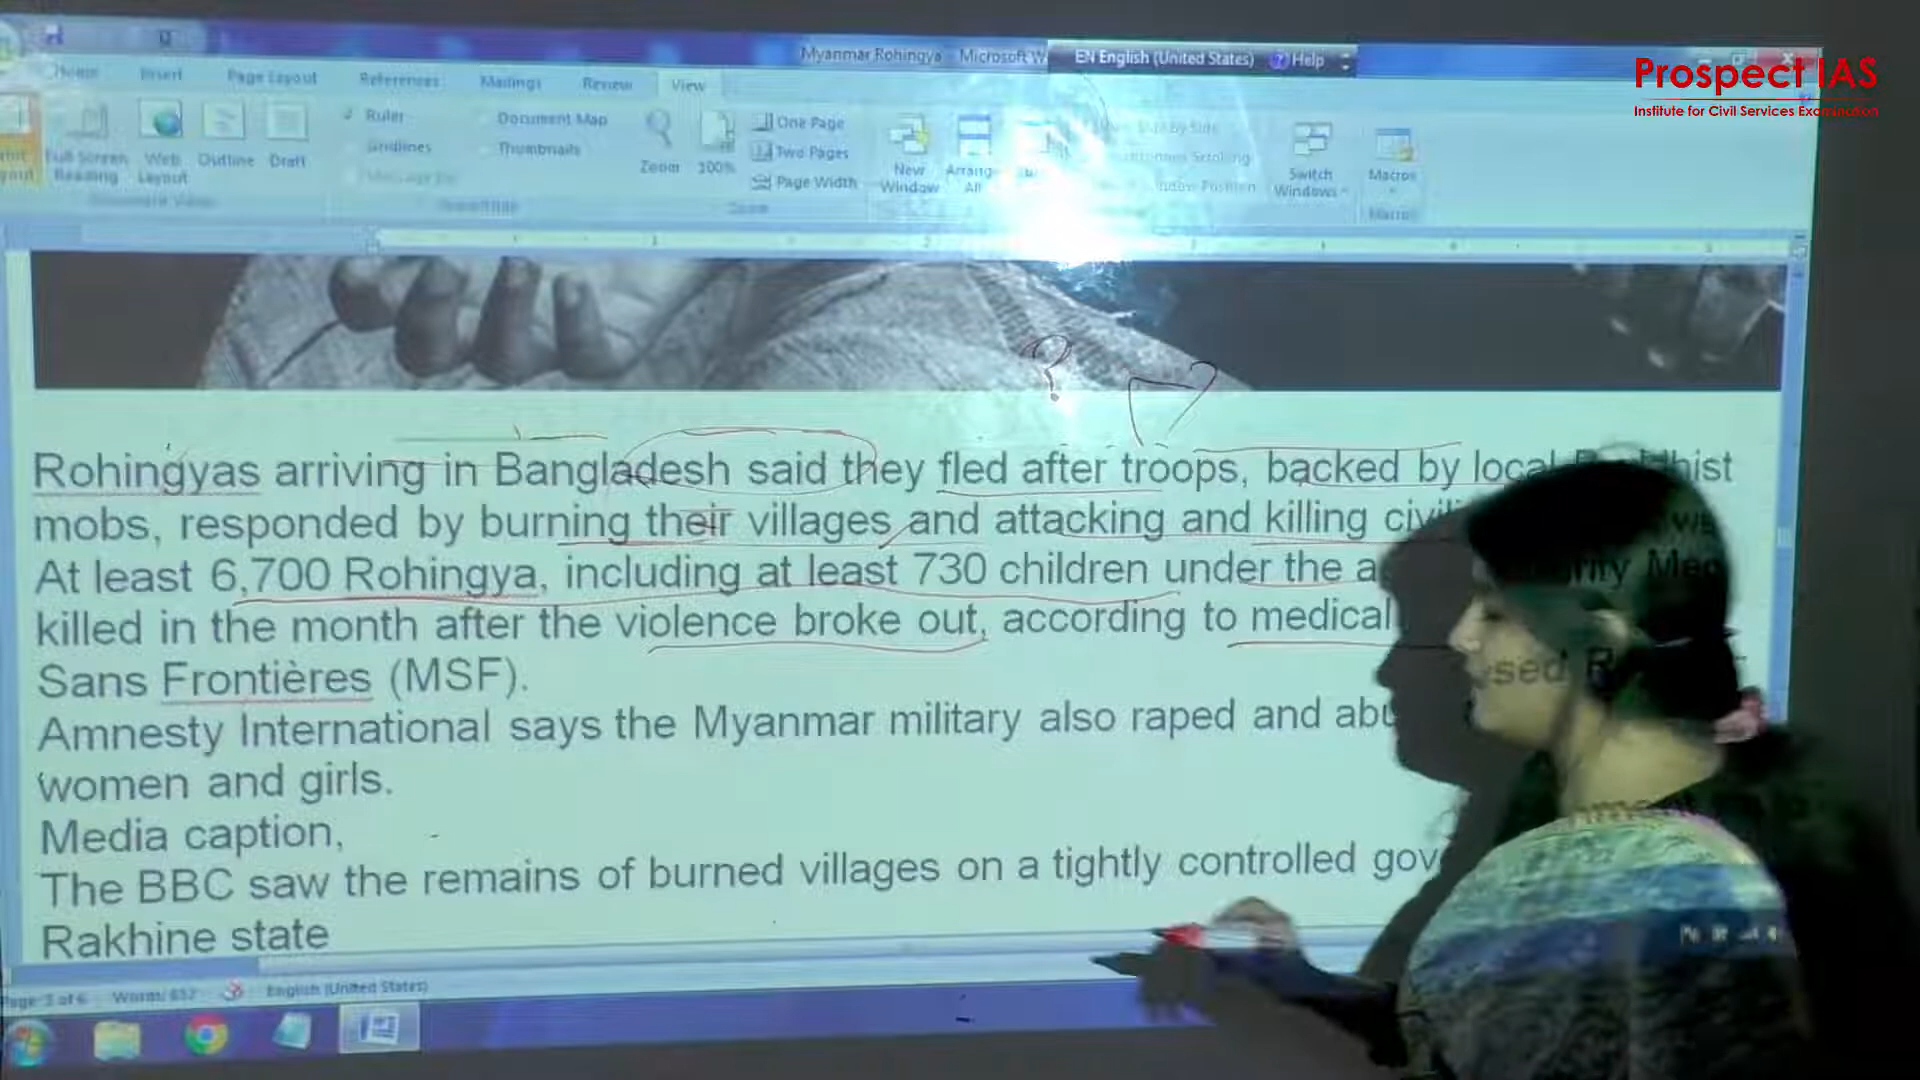 Myanmar Rohingya Microsoft W
EN English (United States) Help
Prospect IAS
Institute for Civil Services Examination
Home Insert Page Layout References Mailings Review View
Full Screen Reading
Web Layout
Outline
Draft
Ruler
Gridlines
Document Map
Thumbnails
Zoom
100%
One Page
Two Pages
Page Width
New Window
Arrange All
Switch Windows
Macros
Macros
?
Rohingyas arriving in Bangladesh said they fled after troops, backed by local Buddhist
mobs, responded by burning their villages and attacking and killing civil
At least 6,700 Rohingya, including at least 730 children under the a
killed in the month after the violence broke out, according to medical
Sans Frontières (MSF).
Amnesty International says the Myanmar military also raped and abu
women and girls.
Media caption,
The BBC saw the remains of burned villages on a tightly controlled gov
Rakhine state
English (United States)